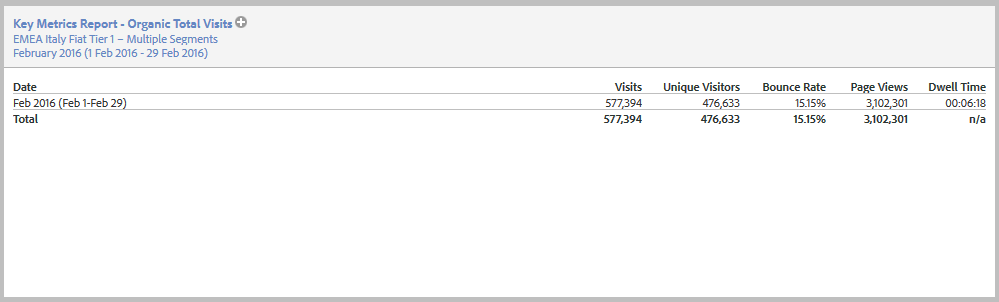 Key Metrics Report - Organic Total Visits
EMEA Italy Fiat Tier 1 – Multiple Segments
February 2016 (1 Feb 2016 - 29 Feb 2016)
Date Visits Unique Visitors Bounce Rate Page Views Dwell Time
Feb 2016 (Feb 1-Feb 29) 577,394 476,633 15.15% 3,102,301 00:06:18
Total 577,394 476,633 15.15% 3,102,301 n/a